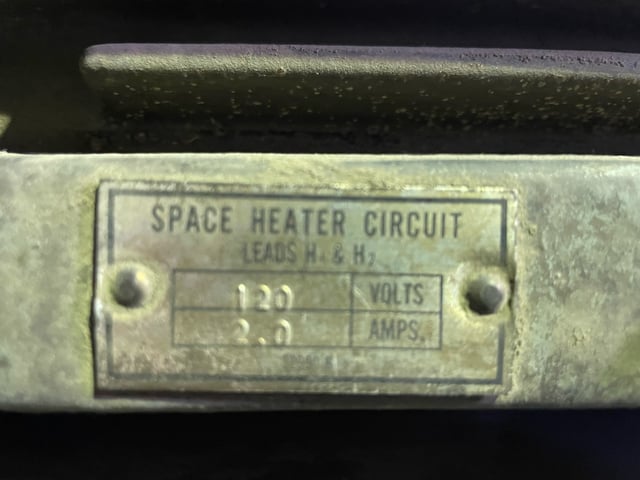 SPACE HEATER CIRCUIT
LEADS H₁ & H₂
120 VOLTS
2.0 AMPS.